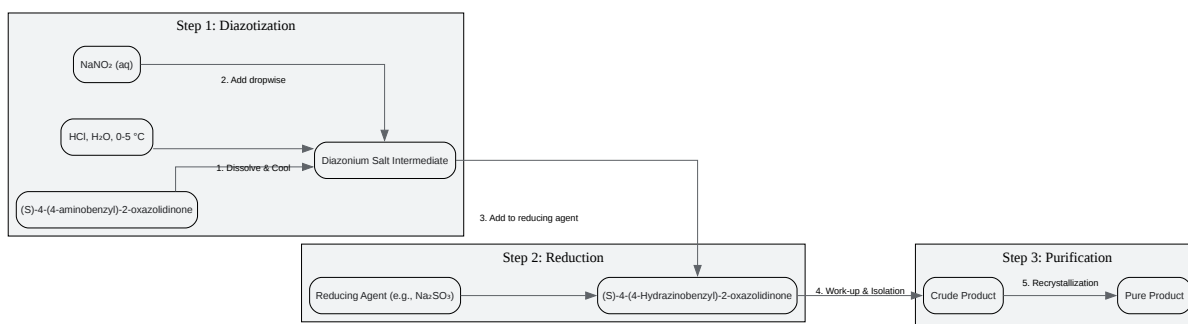 Step 1: Diazotization
NaNO₂ (aq)
2. Add dropwise
HCl, H₂O, 0-5 °C
Diazonium Salt Intermediate
1. Dissolve & Cool
(S)-4-(4-aminobenzyl)-2-oxazolidinone
3. Add to reducing agent
Step 2: Reduction
Reducing Agent (e.g., Na₂SO₃)
(S)-4-(4-Hydrazinobenzyl)-2-oxazolidinone
4. Work-up & Isolation
Step 3: Purification
Crude Product
5. Recrystallization
Pure Product